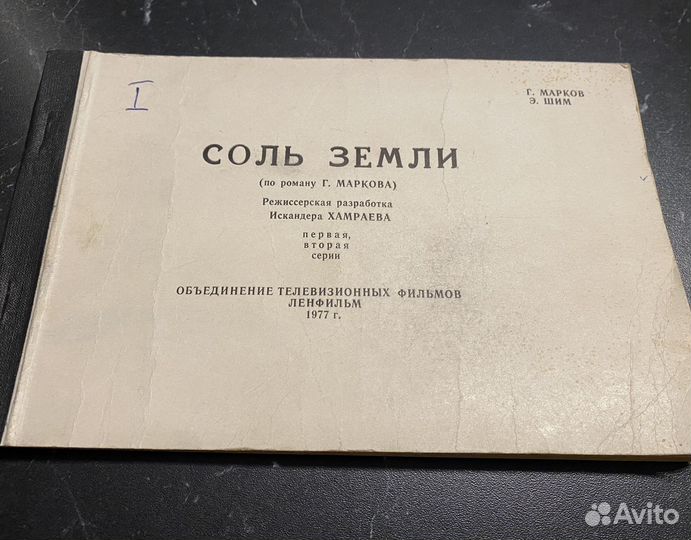 I
Г. МАРКОВ
Э. ШИМ
СОЛЬ ЗЕМЛИ
(по роману Г. МАРКОВА)
Режиссерская разработка
Искандера ХАМРАЕВА
первая,
вторая
серии
ОБЪЕДИНЕНИЕ ТЕЛЕВИЗИОННЫХ ФИЛЬМОВ
ЛЕНФИЛЬМ
1977 г.
Avito